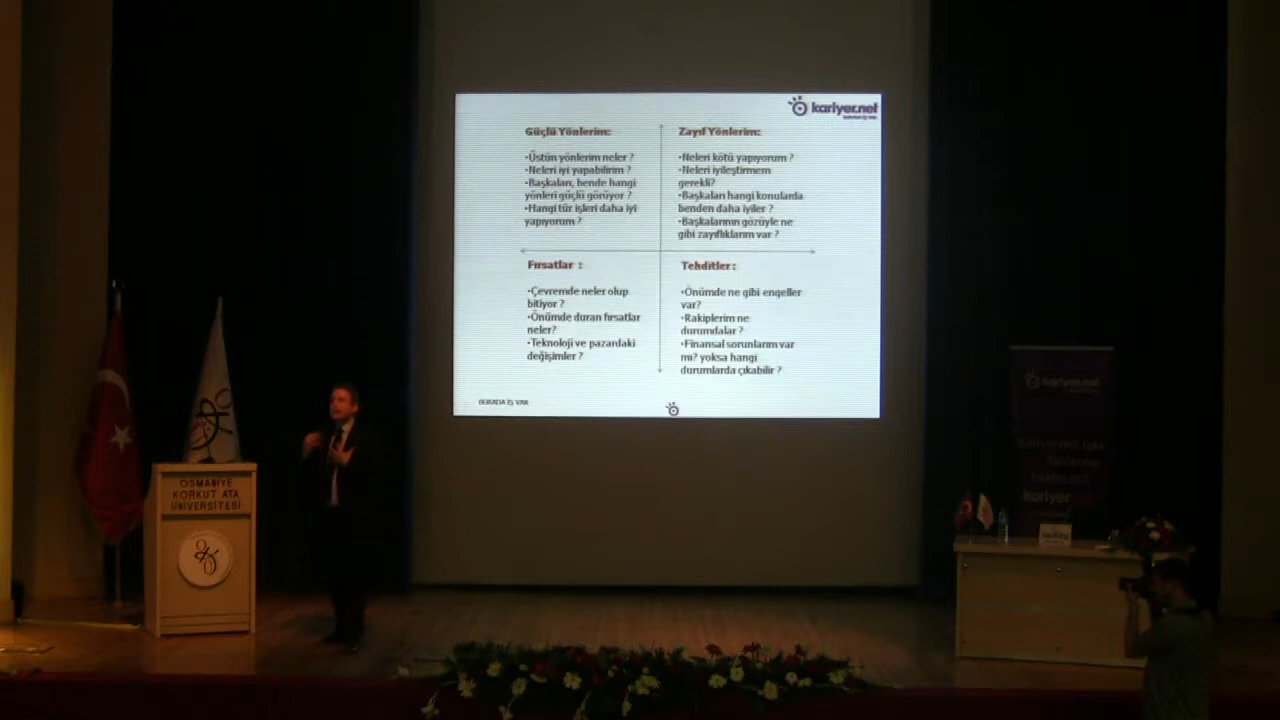 kariyer.net
BURADA İŞ VAR
Güçlü Yönlerim:
•Üstün yönlerim neler ?
•Neleri iyi yapabilirim ?
•Başkaları, bende hangi
yönleri güçlü görüyor ?
•Hangi tür işleri daha iyi
yapıyorum ?
Zayıf Yönlerim:
•Neleri kötü yapıyorum ?
•Neleri iyileştirmem
gerekli?
•Başkaları hangi konularda
benden daha iyiler ?
•Başkalarının gözüyle ne
gibi zayıflıklarım var ?
Fırsatlar :
•Çevremde neler olup
bitiyor ?
•Önümde duran fırsatlar
neler?
•Teknoloji ve pazardaki
değişimler ?
Tehditler:
•Önümde ne gibi engeller
var?
•Rakiplerim ne
durumdalar ?
•Finansal sorunlarım var
mı? yoksa hangi
durumlarda çıkabilir ?
BURADA İŞ VAR
OSMANİYE
KORKUT ATA
ÜNİVERSİTESİ
kariyer.net
kariyer